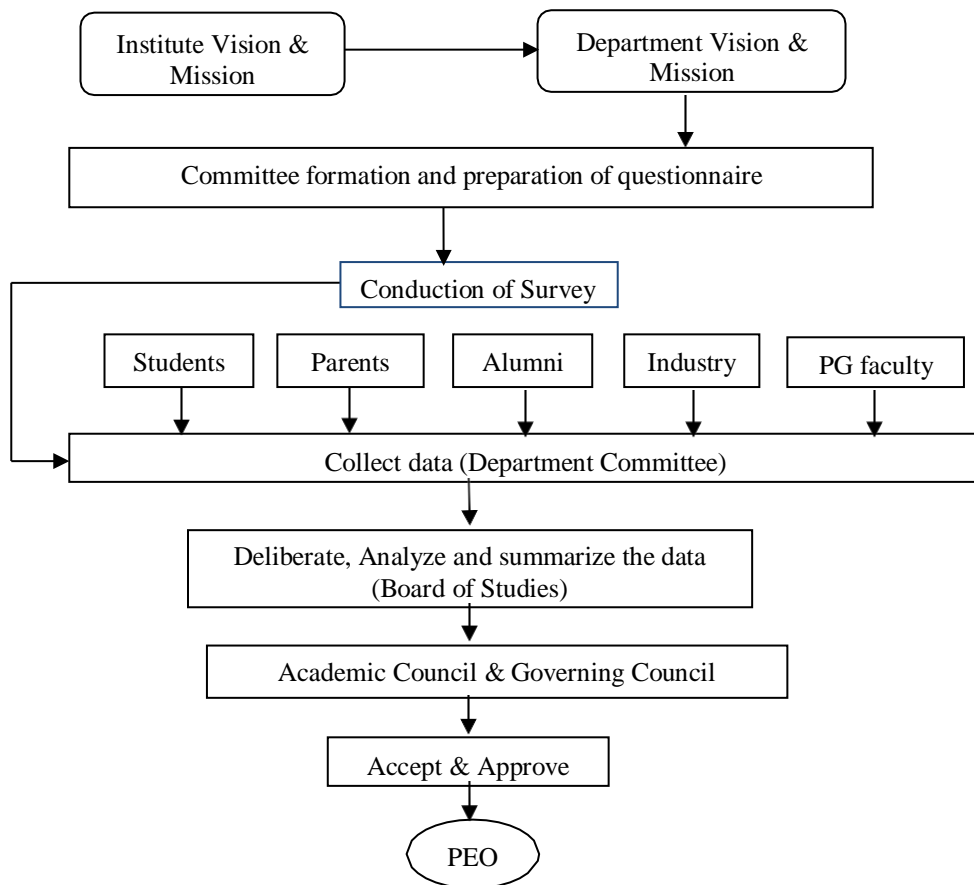 Institute Vision &
Mission
Department Vision &
Mission
Committee formation and preparation of questionnaire
Conduction of Survey
Students
Parents
Alumni
Industry
PG faculty
Collect data (Department Committee)
Deliberate, Analyze and summarize the data
(Board of Studies)
Academic Council & Governing Council
Accept & Approve
PEO